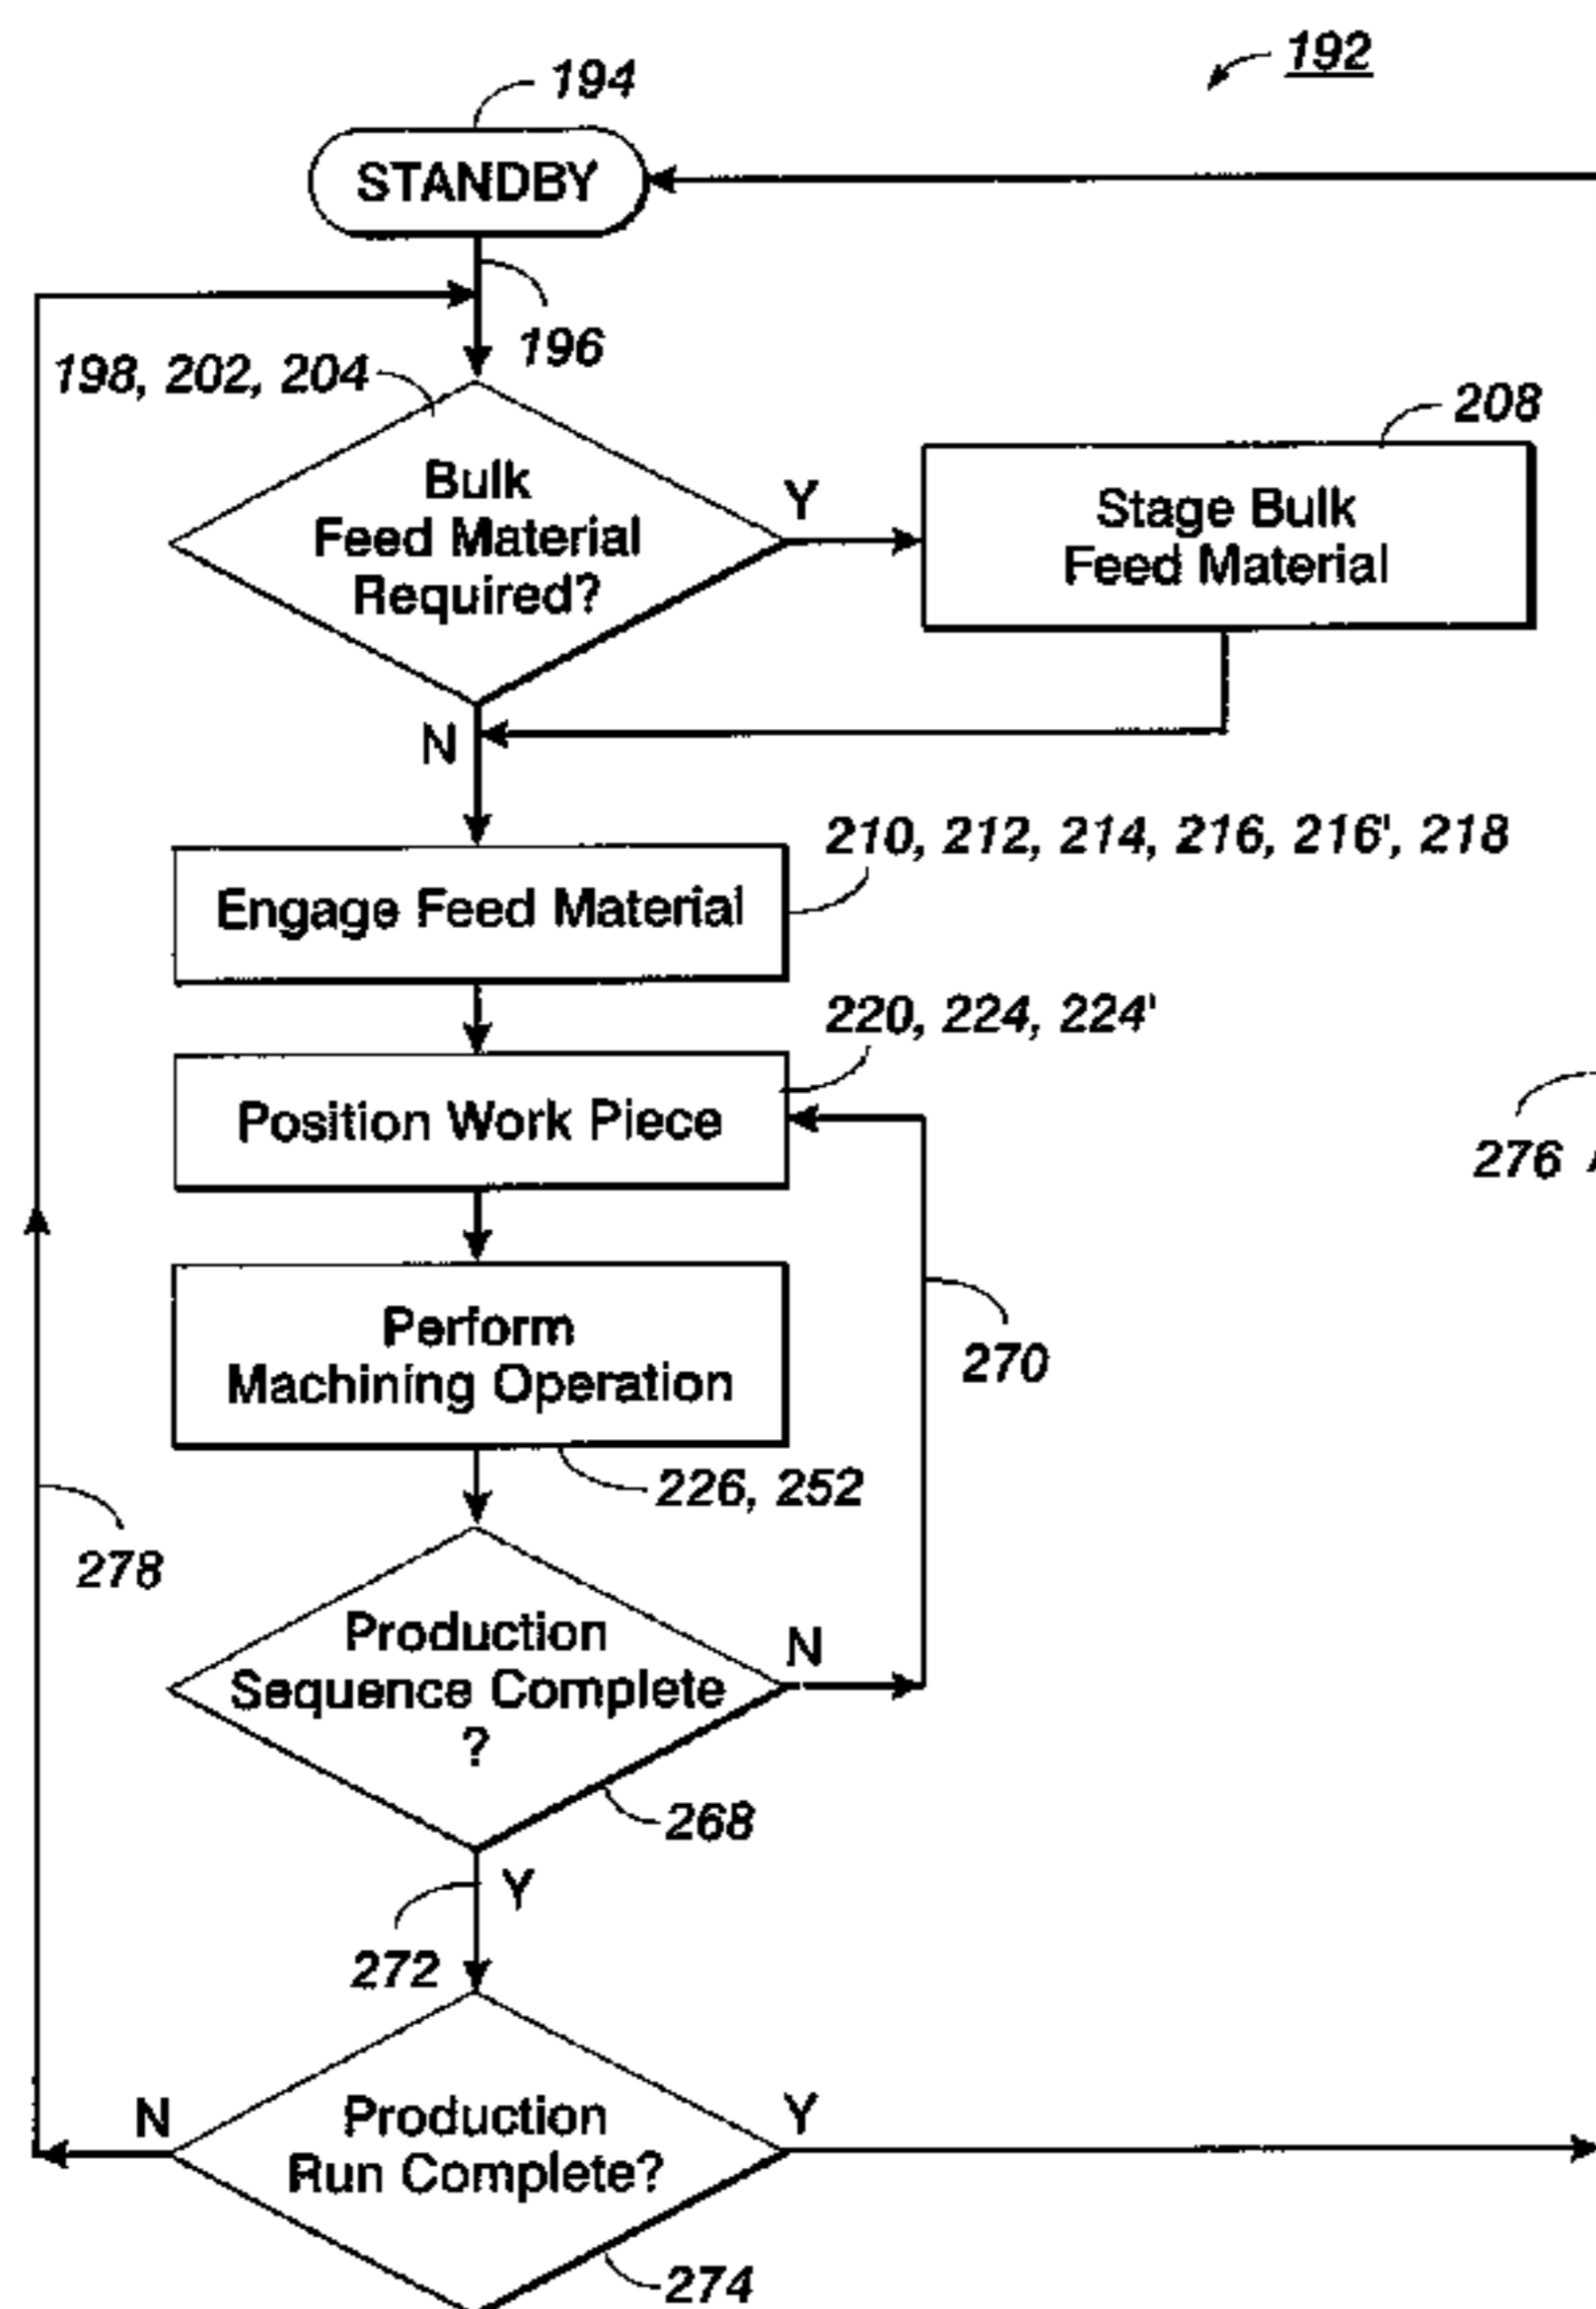 192
194
STANDBY
196
198, 202, 204
208
Bulk
Feed Material
Required?
Y
Stage Bulk
Feed Material
N
210, 212, 214, 216, 216', 218
Engage Feed Material
220, 224, 224'
Position Work Piece
276
Perform
Machining Operation
270
226, 252
278
Production
Sequence Complete
?
N
268
Y
272
N
Production
Run Complete?
Y
274